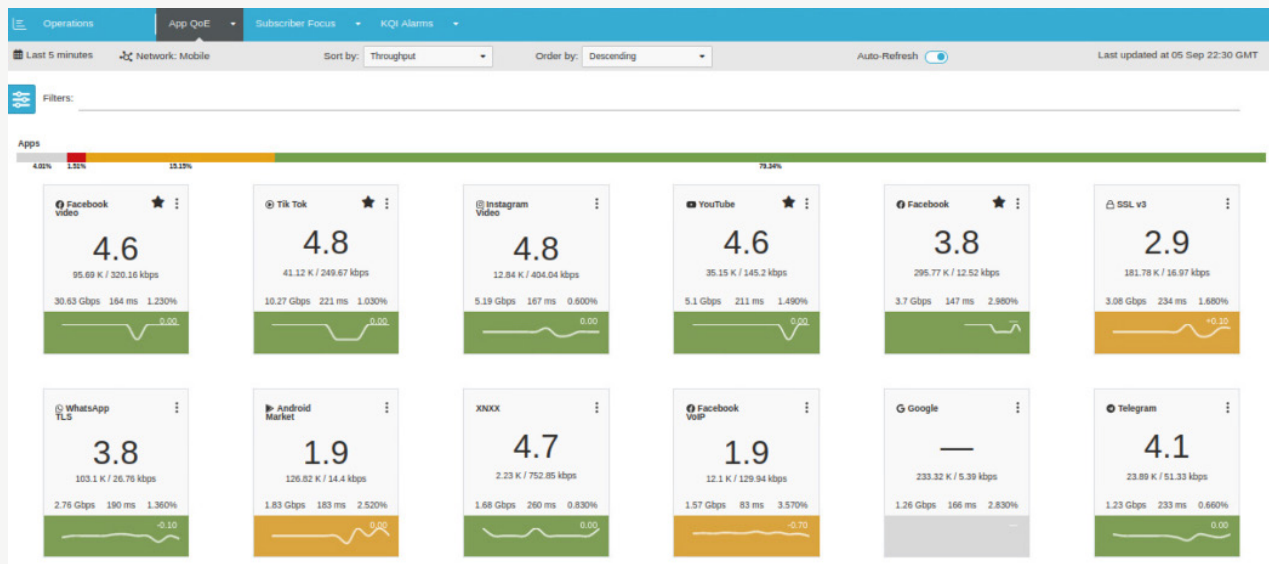 Operations App QoE Subscriber Focus KQI Alarms
Last 5 minutes Network: Mobile Sort by: Throughput Order by: Descending Auto-Refresh Last updated at 05 Sep 22:30 GMT
Filters:
Apps
4.01% 1.51% 15.15% 79.34%
Facebook video
4.6
95.69 K / 320.16 kbps
30.63 Gbps 164 ms 1.230%
0.00
Tik Tok
4.8
41.12 K / 249.67 kbps
10.27 Gbps 221 ms 1.030%
0.00
Instagram Video
4.8
12.84 K / 404.04 kbps
5.19 Gbps 167 ms 0.600%
0.00
YouTube
4.6
35.15 K / 145.2 kbps
5.1 Gbps 211 ms 1.490%
0.00
Facebook
3.8
295.77 K / 12.52 kbps
3.7 Gbps 147 ms 2.980%
—
SSL v3
2.9
181.78 K / 16.97 kbps
3.08 Gbps 234 ms 1.680%
+0.10
WhatsApp TLS
3.8
103.1 K / 26.76 kbps
2.76 Gbps 190 ms 1.360%
-0.10
Android Market
1.9
126.82 K / 14.4 kbps
1.83 Gbps 183 ms 2.520%
0.00
XNXX
4.7
2.23 K / 752.85 kbps
1.68 Gbps 260 ms 0.830%
0.00
Facebook VoIP
1.9
12.1 K / 129.94 kbps
1.57 Gbps 83 ms 3.570%
-0.70
Google
—
233.32 K / 5.39 kbps
1.26 Gbps 166 ms 2.830%
—
Telegram
4.1
23.89 K / 51.33 kbps
1.23 Gbps 233 ms 0.660%
0.00